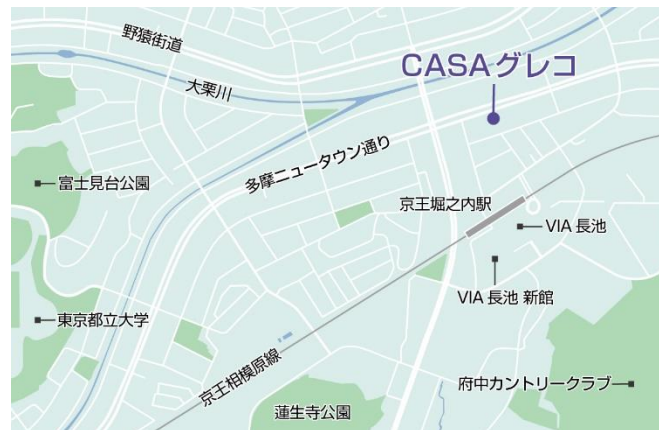 野猿街道
CASAグレコ
大栗川
多摩ニュータウン通り
富士見台公園
京王堀之内駅
VIA 長池
VIA 長池 新館
東京都立大学
京王相模原線
府中カントリークラブ
蓮生寺公園